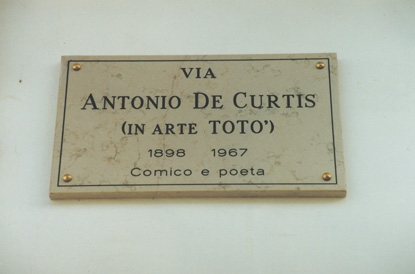 VIA
ANTONIO DE CURTIS
(IN ARTE TOTO')
1898 1967
Comico e poeta